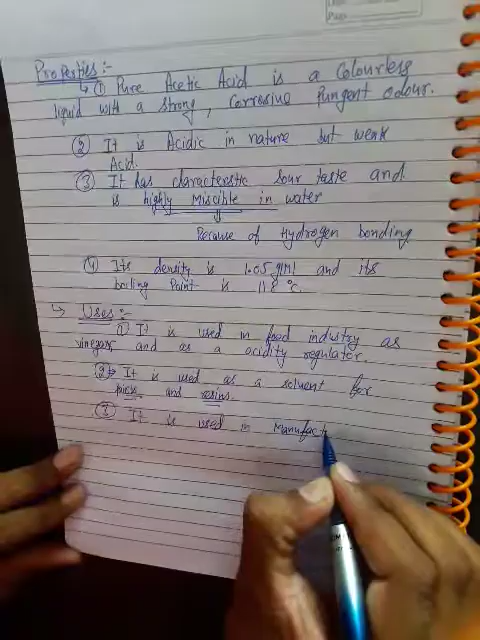 Page
Properties:-
↳ ① Pure Acetic Acid is a Colourless
liquid with a strong, corrosive Pungent odour.
② It is Acidic in nature but weak
Acid.
③ It has characteristic sour taste and
is highly Miscible in water
⇓
Because of Hydrogen bonding
④ Its density is 1.05 g/ml and its
boiling Point is 118 °C.
↳ Uses:-
① It is used in food industry as
vinegar and as a acidity regulator.
② It is used as a solvent for
and resins.
③ It is used in Manufact